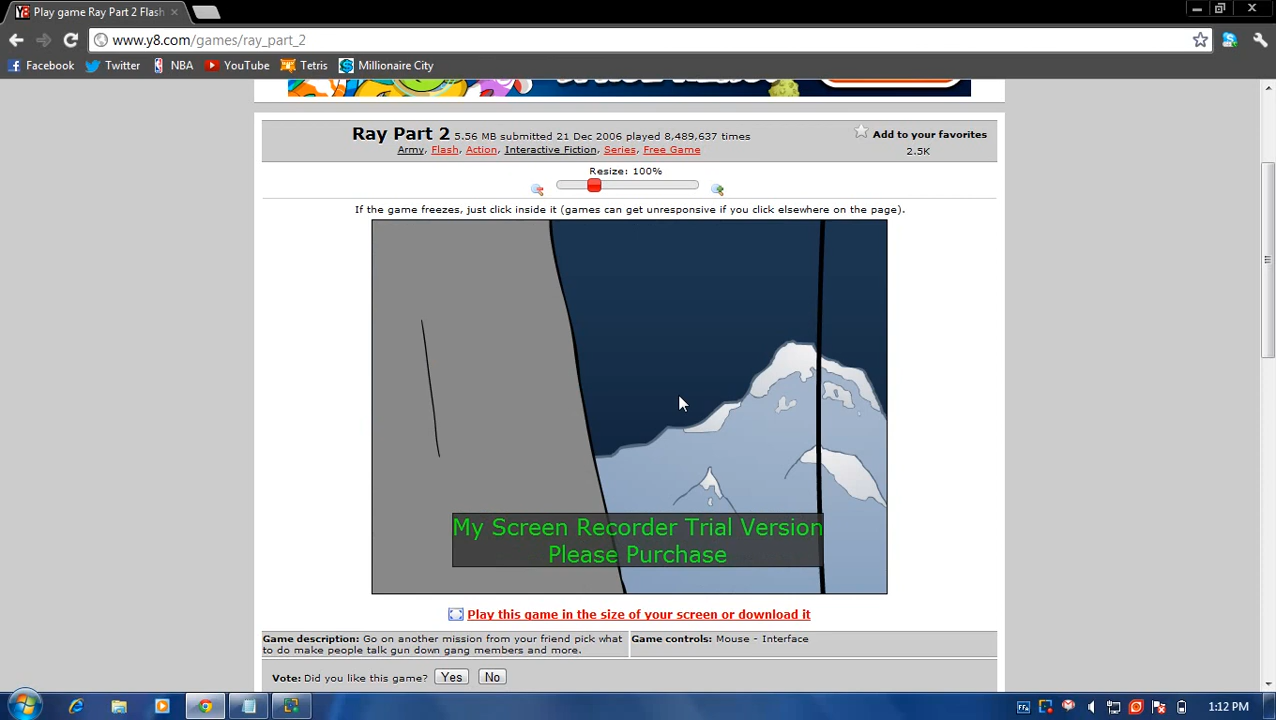 Play game Ray Part 2 Flash
www.y8.com/games/ray_part_2
Facebook Twitter NBA YouTube Tetris Millionaire City
Ray Part 2 5.56 MB submitted 21 Dec 2006 played 8,489,637 times
Add to your favorites
Army, Flash, Action, Interactive Fiction, Series, Free Game
2.5K
Resize: 100%
If the game freezes, just click inside it (games can get unresponsive if you click elsewhere on the page).
My Screen Recorder Trial Version
Please Purchase
Play this game in the size of your screen or download it
Game description: Go on another mission from your friend pick what
to do make people talk gun down gang members and more.
Game controls: Mouse - Interface
Vote: Did you like this game? Yes No
1:12 PM